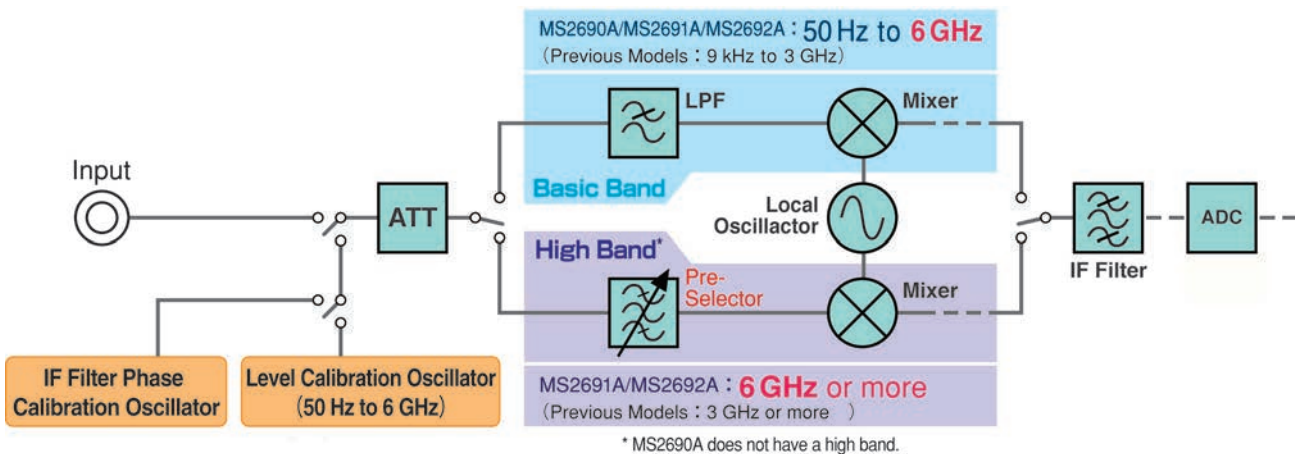 MS2690A/MS2691A/MS2692A : 50 Hz to 6 GHz
(Previous Models : 9 kHz to 3 GHz)
LPF
Mixer
Input
Basic Band
ATT
Local
Oscillactor
ADC
IF Filter
High Band*
Pre-
Selector
Mixer
IF Filter Phase
Calibration Oscillator
Level Calibration Oscillator
(50 Hz to 6 GHz)
MS2691A/MS2692A : 6 GHz or more
(Previous Models : 3 GHz or more )
* MS2690A does not have a high band.